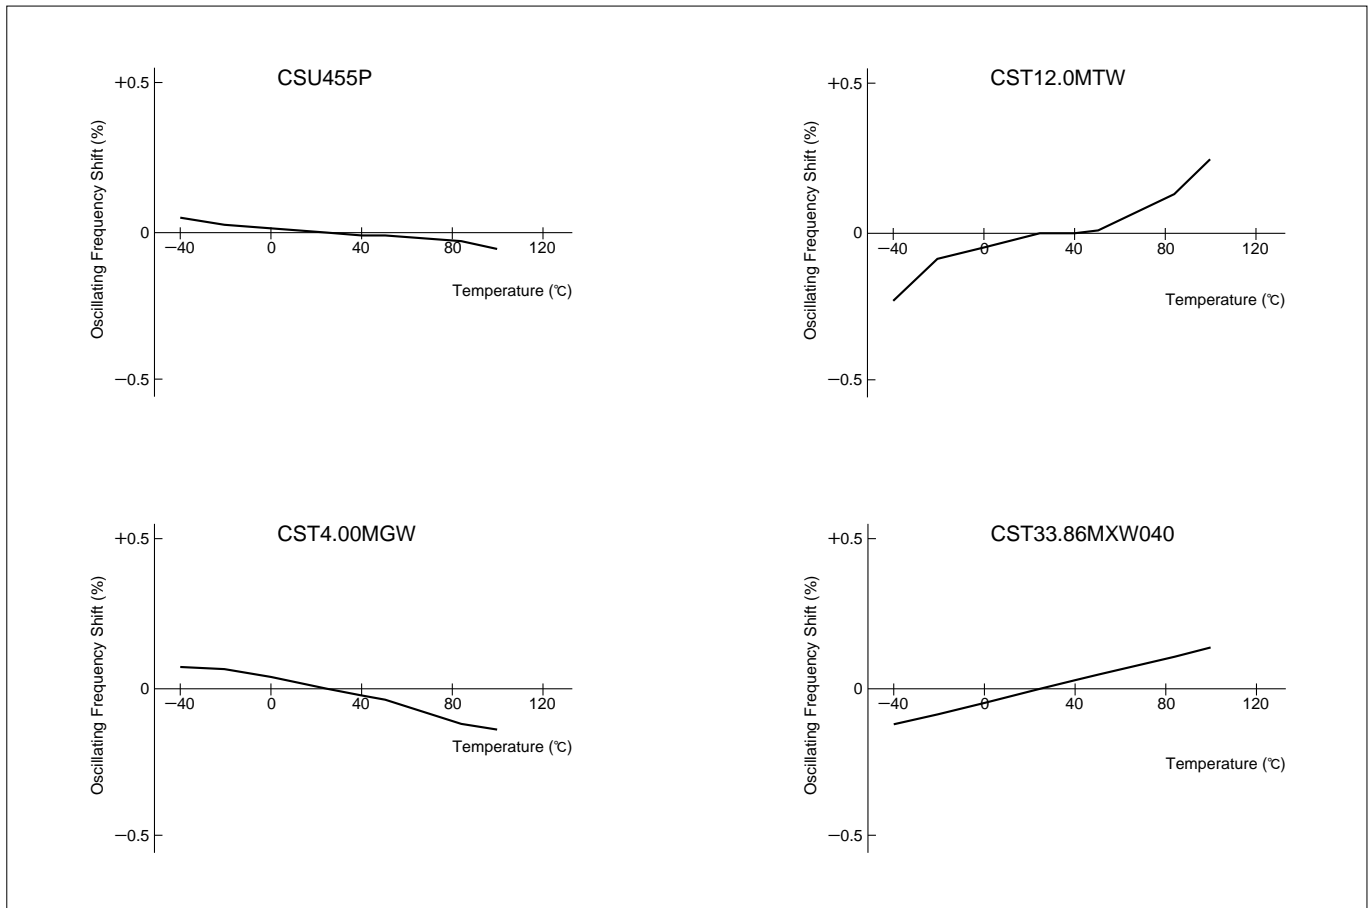 CSU455P
+0.5
0
−0.5
−40
0
40
80
120
Oscillating Frequency Shift (%)
Temperature (℃)
CST12.0MTW
+0.5
0
−0.5
−40
0
40
80
120
Oscillating Frequency Shift (%)
Temperature (℃)
CST4.00MGW
+0.5
0
−0.5
−40
0
40
80
120
Oscillating Frequency Shift (%)
Temperature (℃)
CST33.86MXW040
+0.5
0
−0.5
−40
0
40
80
120
Oscillating Frequency Shift (%)
Temperature (℃)